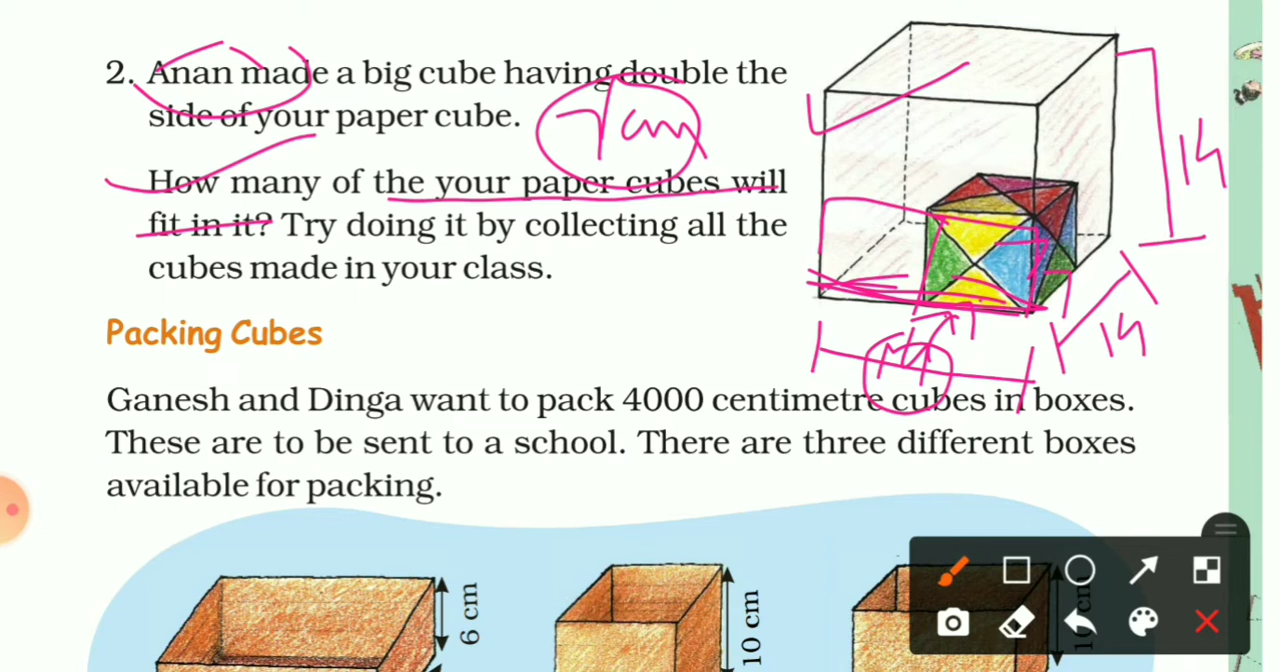 2. Anan made a big cube having double the
side of your paper cube.
7 cm
How many of the your paper cubes will
fit in it? Try doing it by collecting all the
cubes made in your class.
14
14
Packing Cubes
Ganesh and Dinga want to pack 4000 centimetre cubes in boxes.
These are to be sent to a school. There are three different boxes
available for packing.
6 cm
10 cm